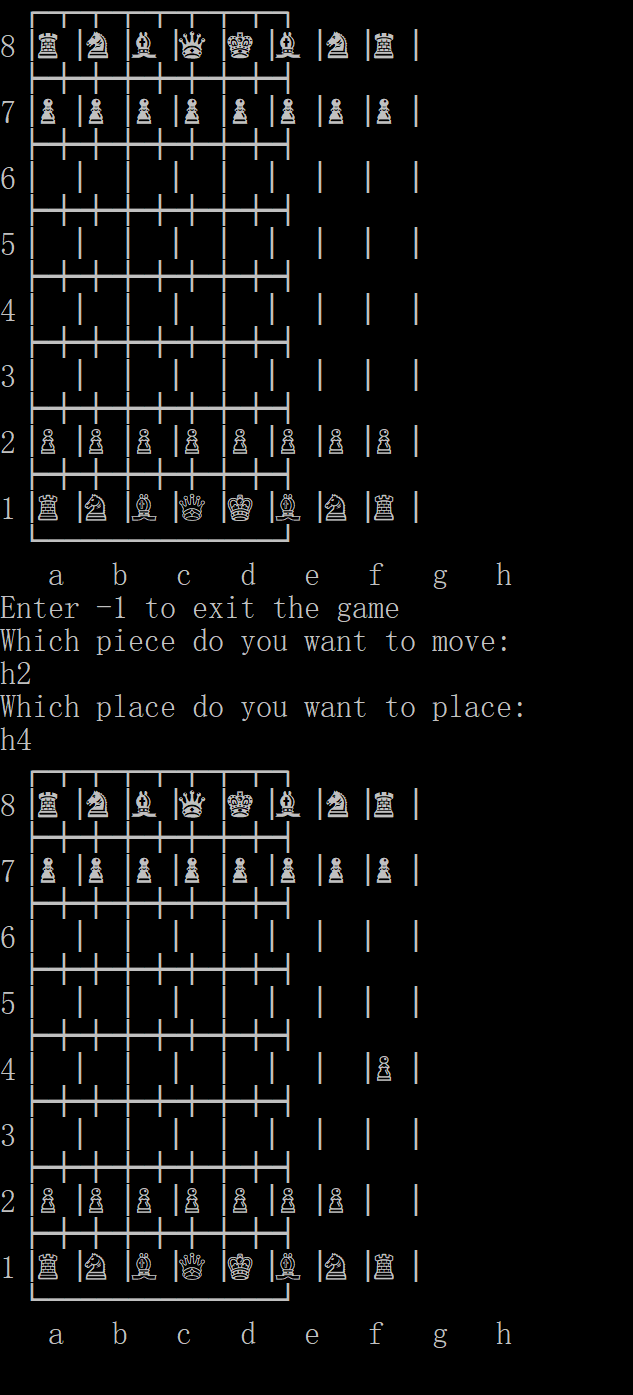 8 |♜ |♞ |♝ |♛ |♚ |♝ |♞ |♜ |
7 |♟ |♟ |♟ |♟ |♟ |♟ |♟ |♟ |
6 | | | | | | | | |
5 | | | | | | | | |
4 | | | | | | | | |
3 | | | | | | | | |
2 |♙ |♙ |♙ |♙ |♙ |♙ |♙ |♙ |
1 |♖ |♘ |♗ |♕ |♔ |♗ |♘ |♖ |
a b c d e f g h
Enter -1 to exit the game
Which piece do you want to move:
h2
Which place do you want to place:
h4
8 |♜ |♞ |♝ |♛ |♚ |♝ |♞ |♜ |
7 |♟ |♟ |♟ |♟ |♟ |♟ |♟ |♟ |
6 | | | | | | | | |
5 | | | | | | | | |
4 | | | | | | | |♙ |
3 | | | | | | | | |
2 |♙ |♙ |♙ |♙ |♙ |♙ |♙ | |
1 |♖ |♘ |♗ |♕ |♔ |♗ |♘ |♖ |
a b c d e f g h